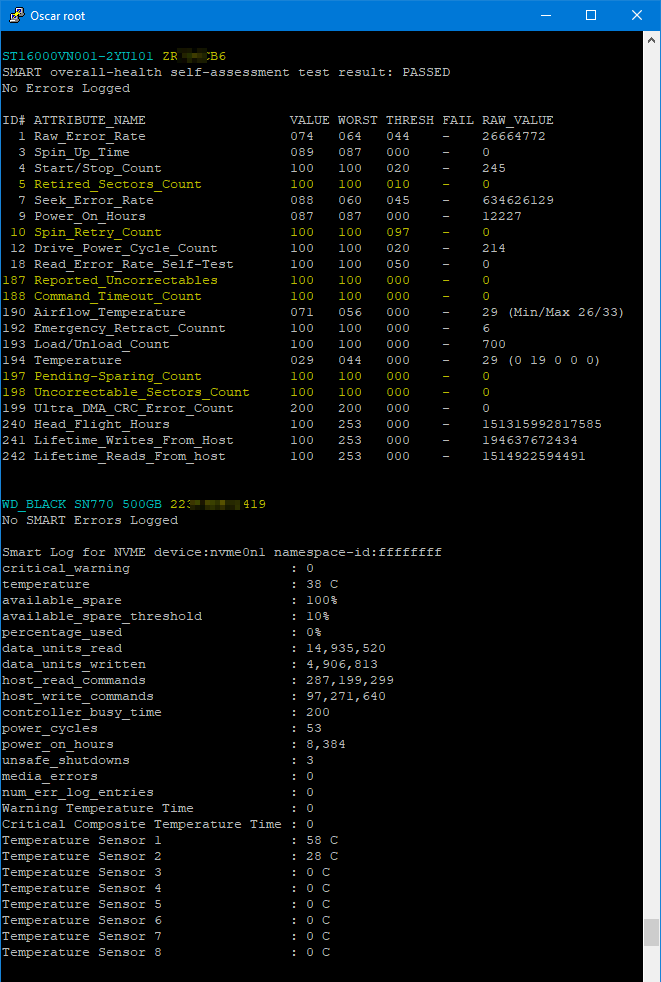 Oscar root
ST16000VN001-2YU101 ZR CB6
SMART overall-health self-assessment test result: PASSED
No Errors Logged
ID# ATTRIBUTE_NAME VALUE WORST THRESH FAIL RAW_VALUE
1 Raw_Error_Rate 074 064 044 - 26664772
3 Spin_Up_Time 089 087 000 - 0
4 Start/Stop_Count 100 100 020 - 245
5 Retired_Sectors_Count 100 100 010 - 0
7 Seek_Error_Rate 088 060 045 - 634626129
9 Power_On_Hours 087 087 000 - 12227
10 Spin_Retry_Count 100 100 097 - 0
12 Drive_Power_Cycle_Count 100 100 020 - 214
18 Read_Error_Rate_Self-Test 100 100 050 - 0
187 Reported_Uncorrectables 100 100 000 - 0
188 Command_Timeout_Count 100 100 000 - 0
190 Airflow_Temperature 071 056 000 - 29 (Min/Max 26/33)
192 Emergency_Retract_Counnt 100 100 000 - 6
193 Load/Unload_Count 100 100 000 - 700
194 Temperature 029 044 000 - 29 (0 19 0 0 0)
197 Pending-Sparing_Count 100 100 000 - 0
198 Uncorrectable_Sectors_Count 100 100 000 - 0
199 Ultra_DMA_CRC_Error_Count 200 200 000 - 0
240 Head_Flight_Hours 100 253 000 - 151315992817585
241 Lifetime_Writes_From_Host 100 253 000 - 194637672434
242 Lifetime_Reads_From_host 100 253 000 - 1514922594491
WD_BLACK SN770 500GB 223 419
No SMART Errors Logged
Smart Log for NVME device:nvme0n1 namespace-id:ffffffff
critical_warning : 0
temperature : 38 C
available_spare : 100%
available_spare_threshold : 10%
percentage_used : 0%
data_units_read : 14,935,520
data_units_written : 4,906,813
host_read_commands : 287,199,299
host_write_commands : 97,271,640
controller_busy_time : 200
power_cycles : 53
power_on_hours : 8,384
unsafe_shutdowns : 3
media_errors : 0
num_err_log_entries : 0
Warning Temperature Time : 0
Critical Composite Temperature Time : 0
Temperature Sensor 1 : 58 C
Temperature Sensor 2 : 28 C
Temperature Sensor 3 : 0 C
Temperature Sensor 4 : 0 C
Temperature Sensor 5 : 0 C
Temperature Sensor 6 : 0 C
Temperature Sensor 7 : 0 C
Temperature Sensor 8 : 0 C